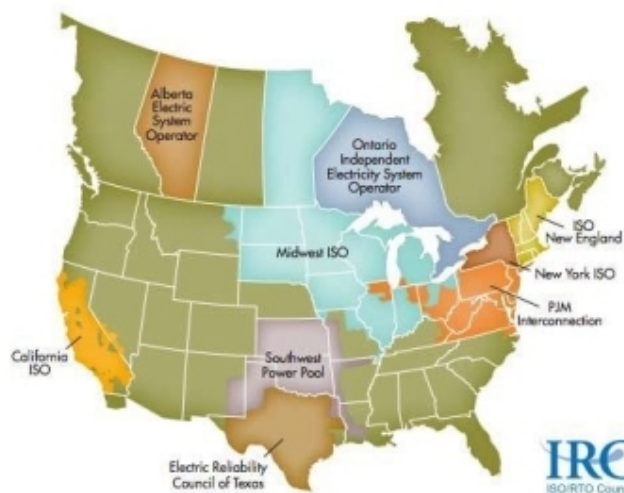 Alberta
Electric
System
Operator
Ontario
Independent
Electricity System
Operator
ISO
New England
Midwest ISO
New York ISO
PJM
Interconnection
California
ISO
Southwest
Power Pool
Electric Reliability
Council of Texas
IRC
ISO/RTO Counc